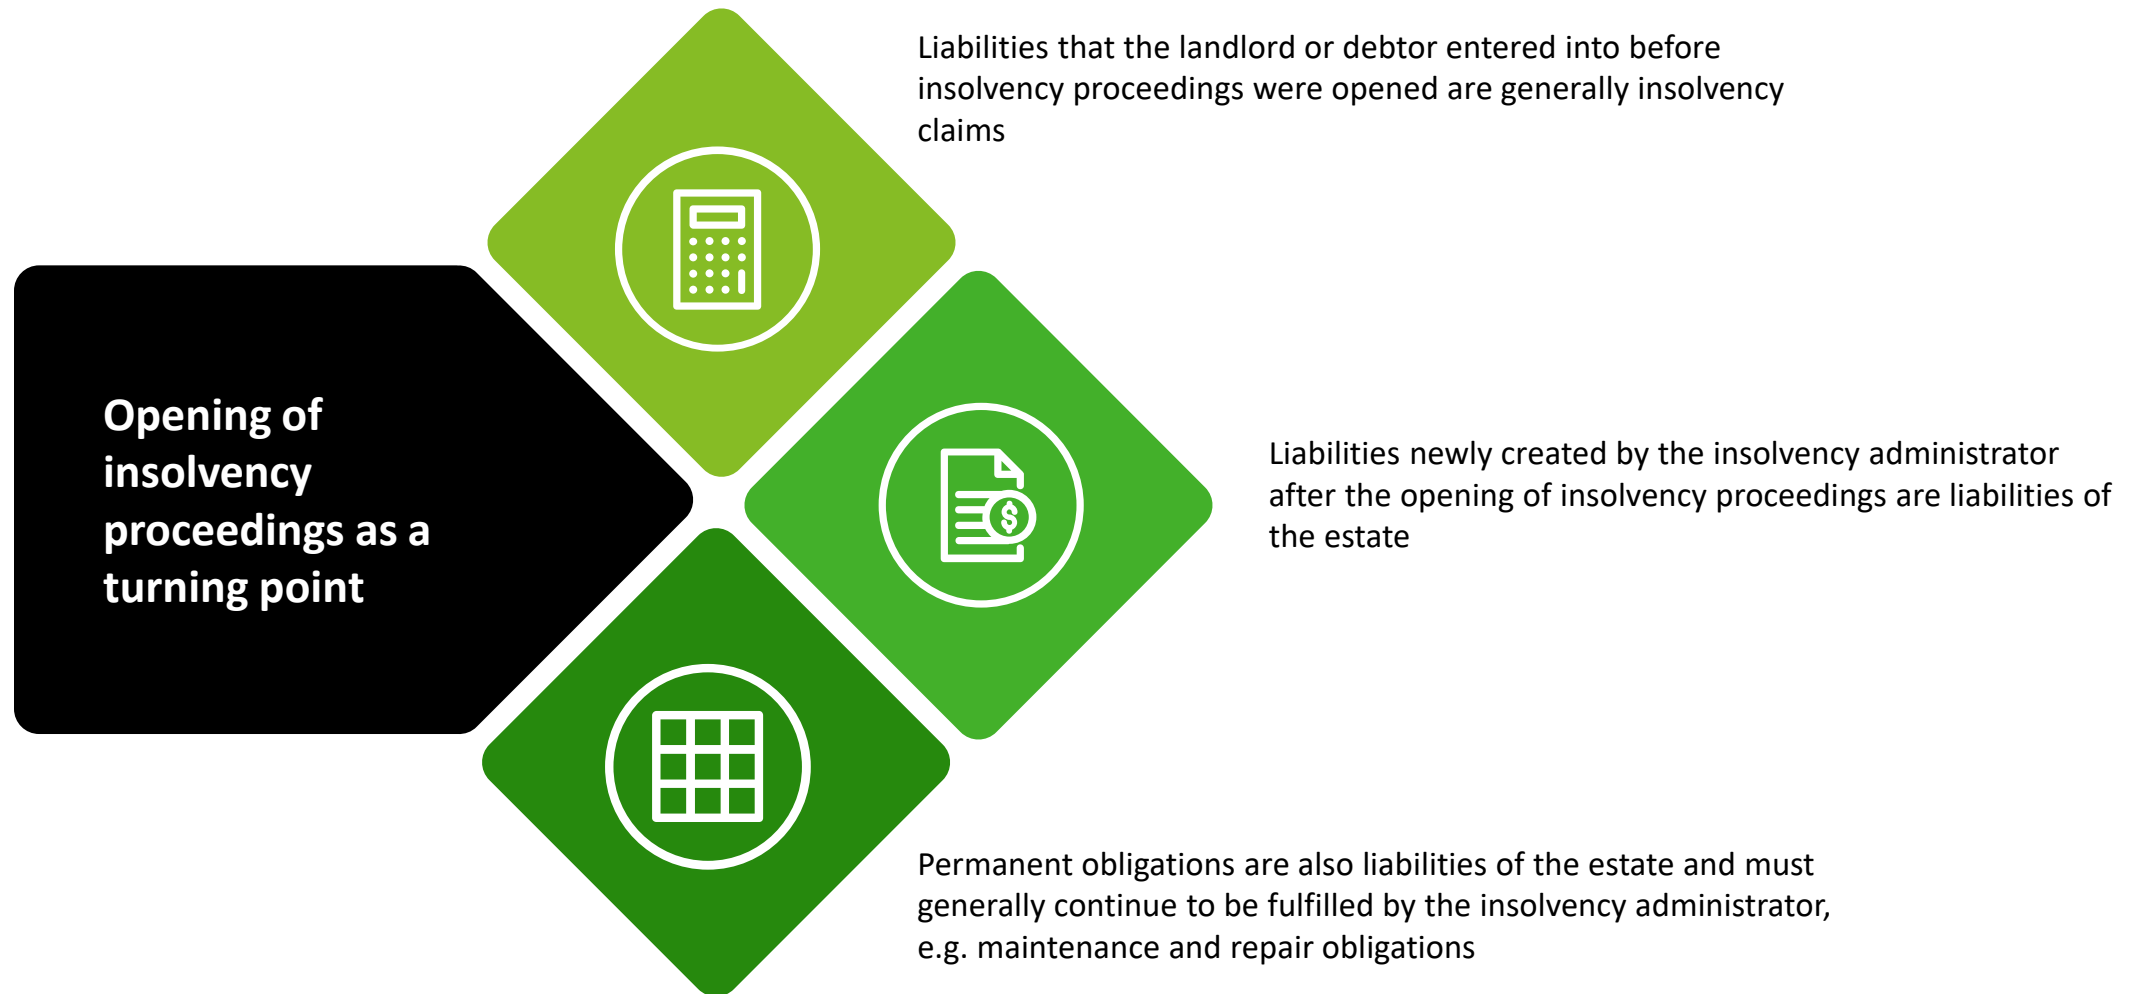 Liabilities that the landlord or debtor entered into before
insolvency proceedings were opened are generally insolvency
claims
Opening of
insolvency
proceedings as a
turning point
$
Liabilities newly created by the insolvency administrator
after the opening of insolvency proceedings are liabilities of
the estate
Permanent obligations are also liabilities of the estate and must
generally continue to be fulfilled by the insolvency administrator,
e.g. maintenance and repair obligations